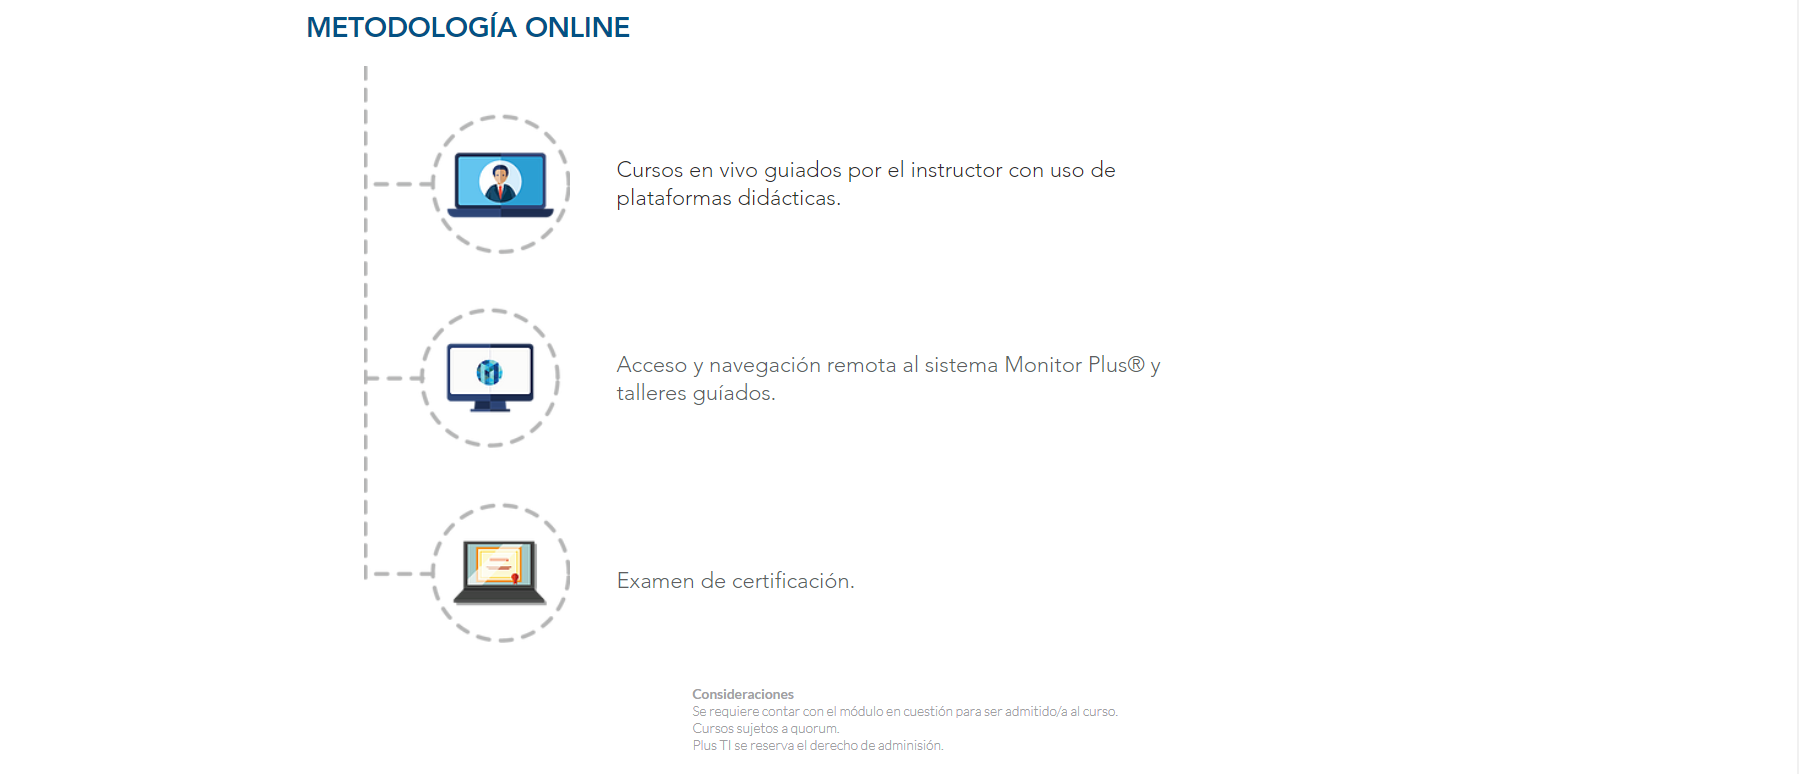 METODOLOGÍA ONLINE
Cursos en vivo guiados por el instructor con uso de
plataformas didácticas.
Acceso y navegación remota al sistema Monitor Plus® y
talleres guíados.
Examen de certificación.
Consideraciones
Se requiere contar con el módulo en cuestión para ser admitido/a al curso.
Cursos sujetos a quorum.
Plus TI se reserva el derecho de adminisión.